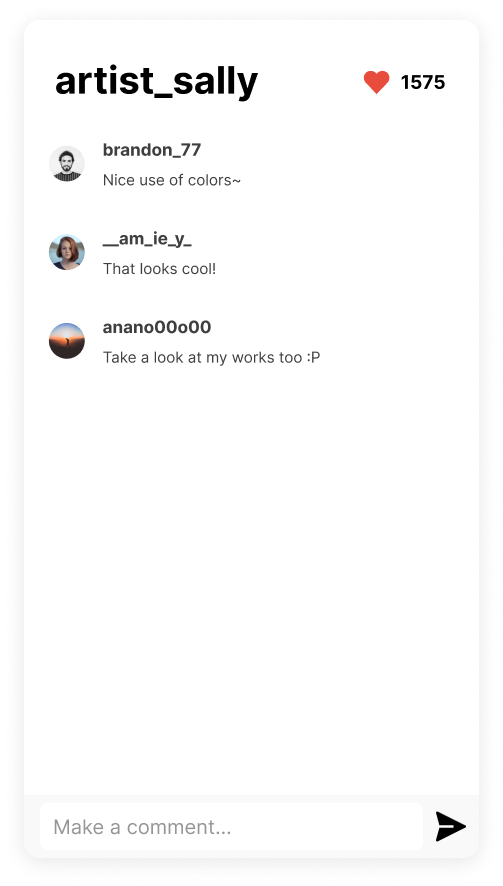 artist_sally
1575
brandon_77
Nice use of colors~
__am_ie_y_
That looks cool!
anano00o00
Take a look at my works too :P
Make a comment...